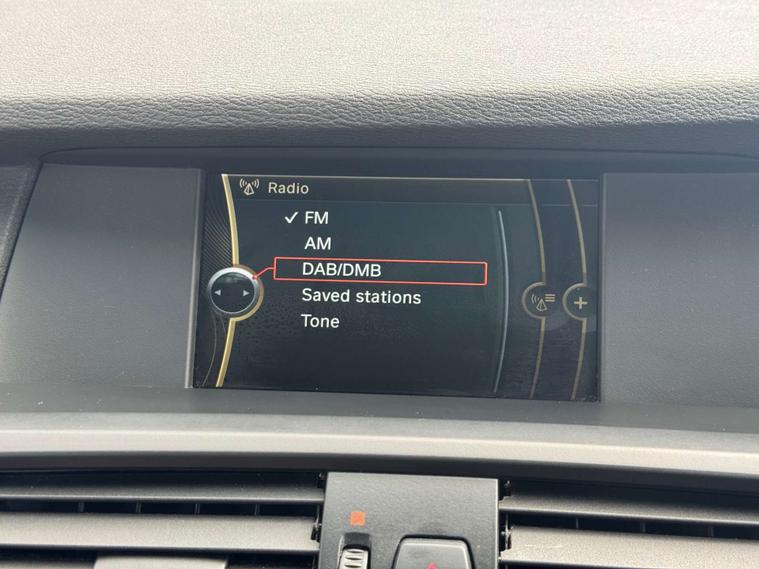 Radio
FM
AM
DAB/DMB
Saved stations
Tone